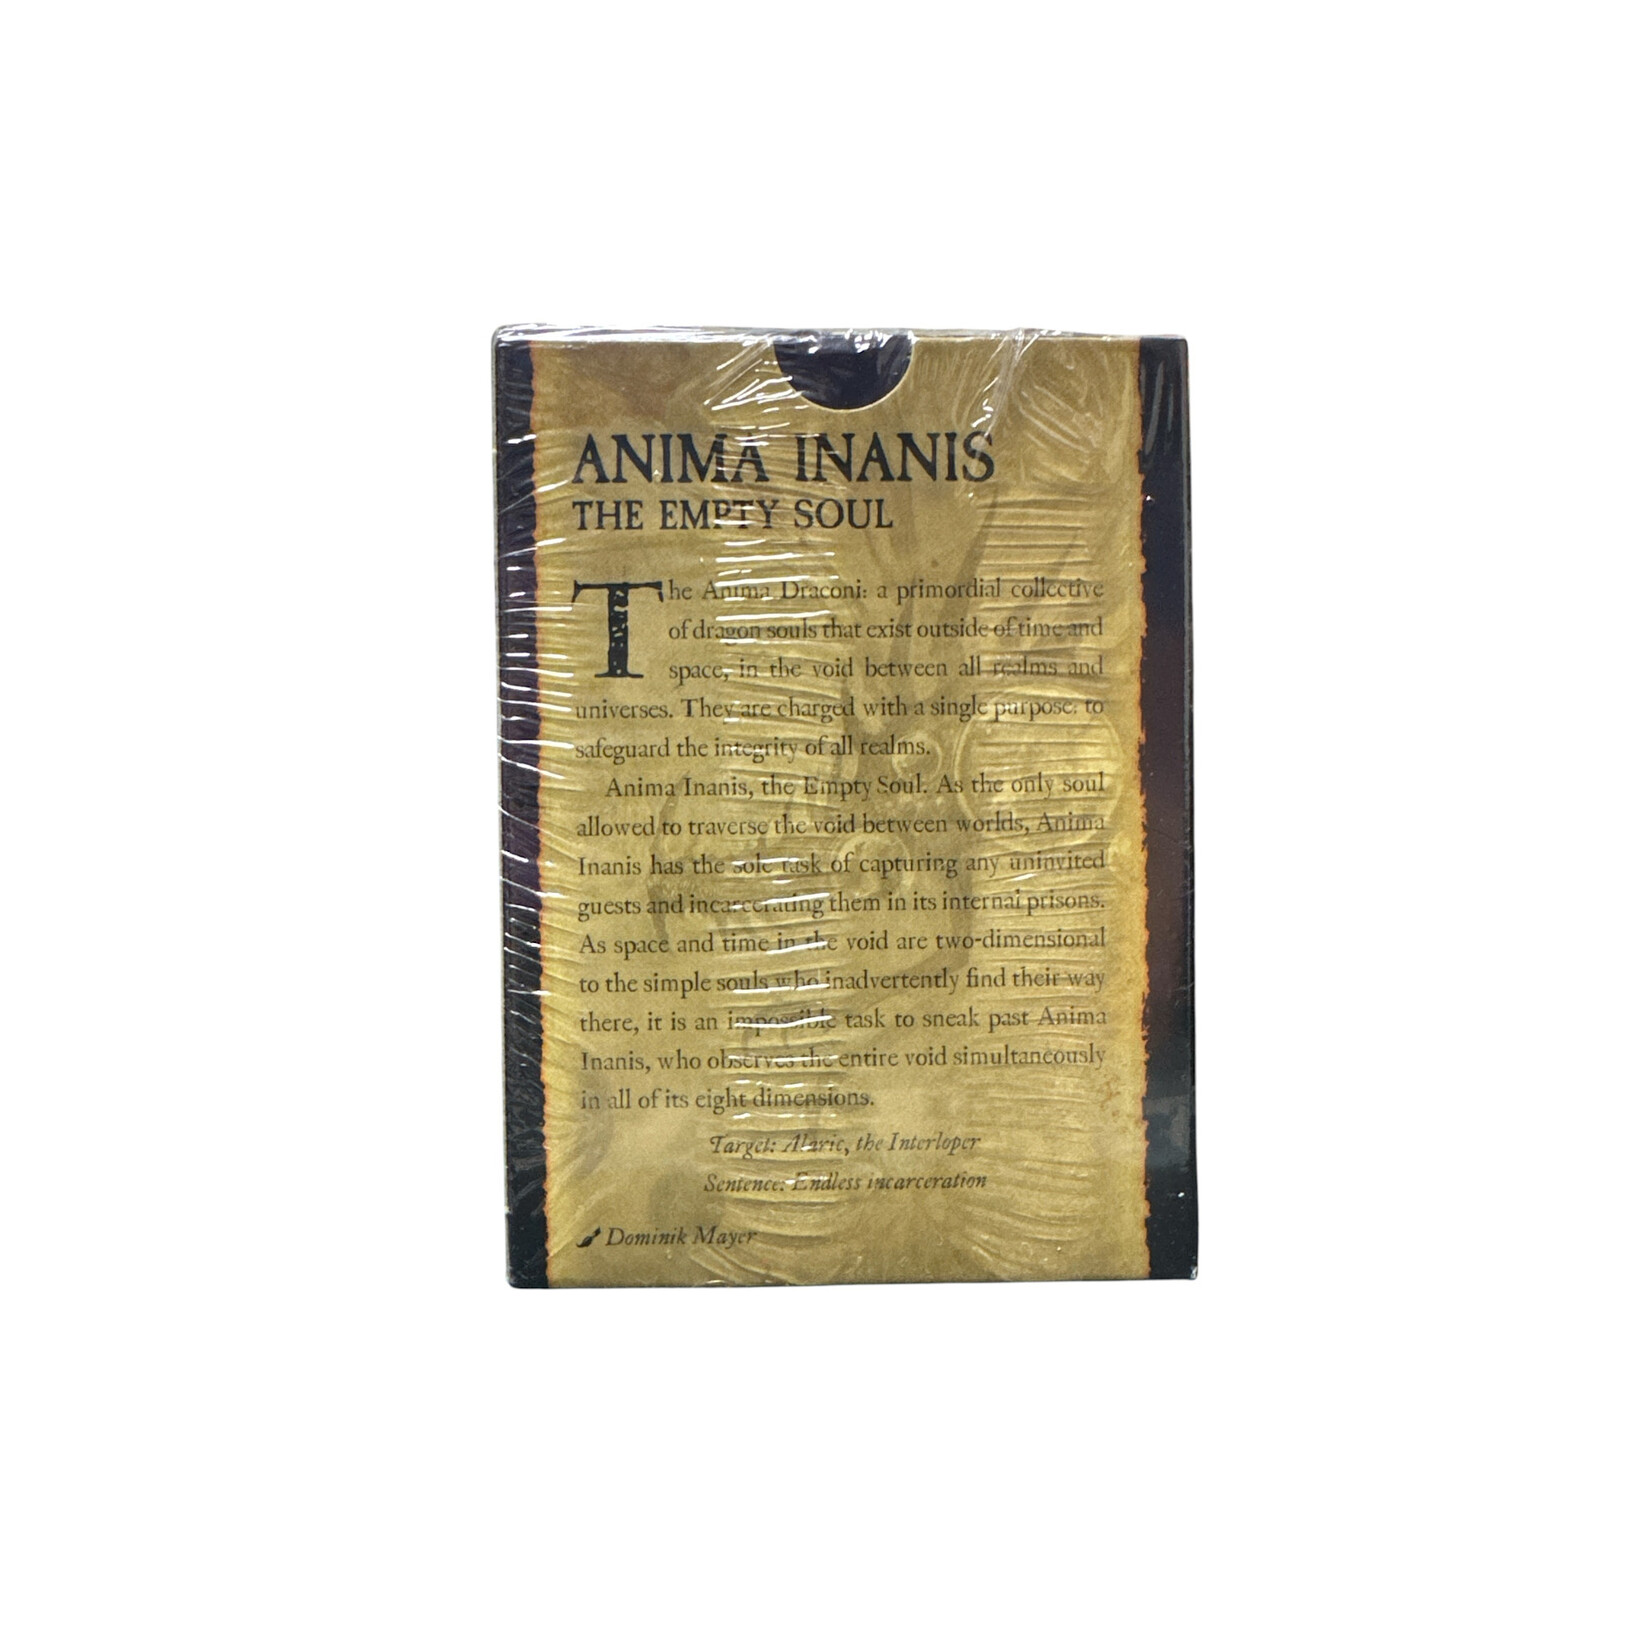 ANIMA INANIS
THE EMPTY SOUL
The Anima Draconi: a primordial collective
of dragon souls that exist outside of time and
space, in the void between all realms and
universes. They are charged with a single purpose: to
safeguard the integrity of all realms.
Anima Inanis, the Empty Soul. As the only soul
allowed to traverse the void between worlds, Anima
Inanis has the sole task of capturing any uninvited
guests and incarcerating them in its internal prisons.
As space and time in the void are two-dimensional
to the simple souls who inadvertently find their way
there, it is an impossible task to sneak past Anima
Inanis, who observes the entire void simultaneously
in all of its eight dimensions.
Target: Alaric, the Interloper
Sentence: Endless incarceration
Dominik Mayer